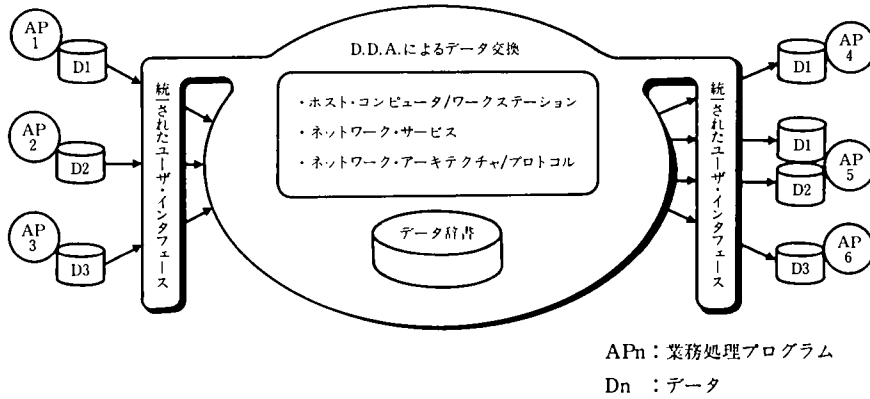 AP
1
D1
AP
2
D2
AP
3
D3
統一されたユーザ・インタフェース
D.D.A.によるデータ交換
・ホスト・コンピュータ/ワークステーション
・ネットワーク・サービス
・ネットワーク・アーキテクチャ/プロトコル
データ辞書
統一されたユーザ・インタフェース
D1
AP
4
D1
D2
AP
5
D3
AP
6
APn：業務処理プログラム
Dn ：データ